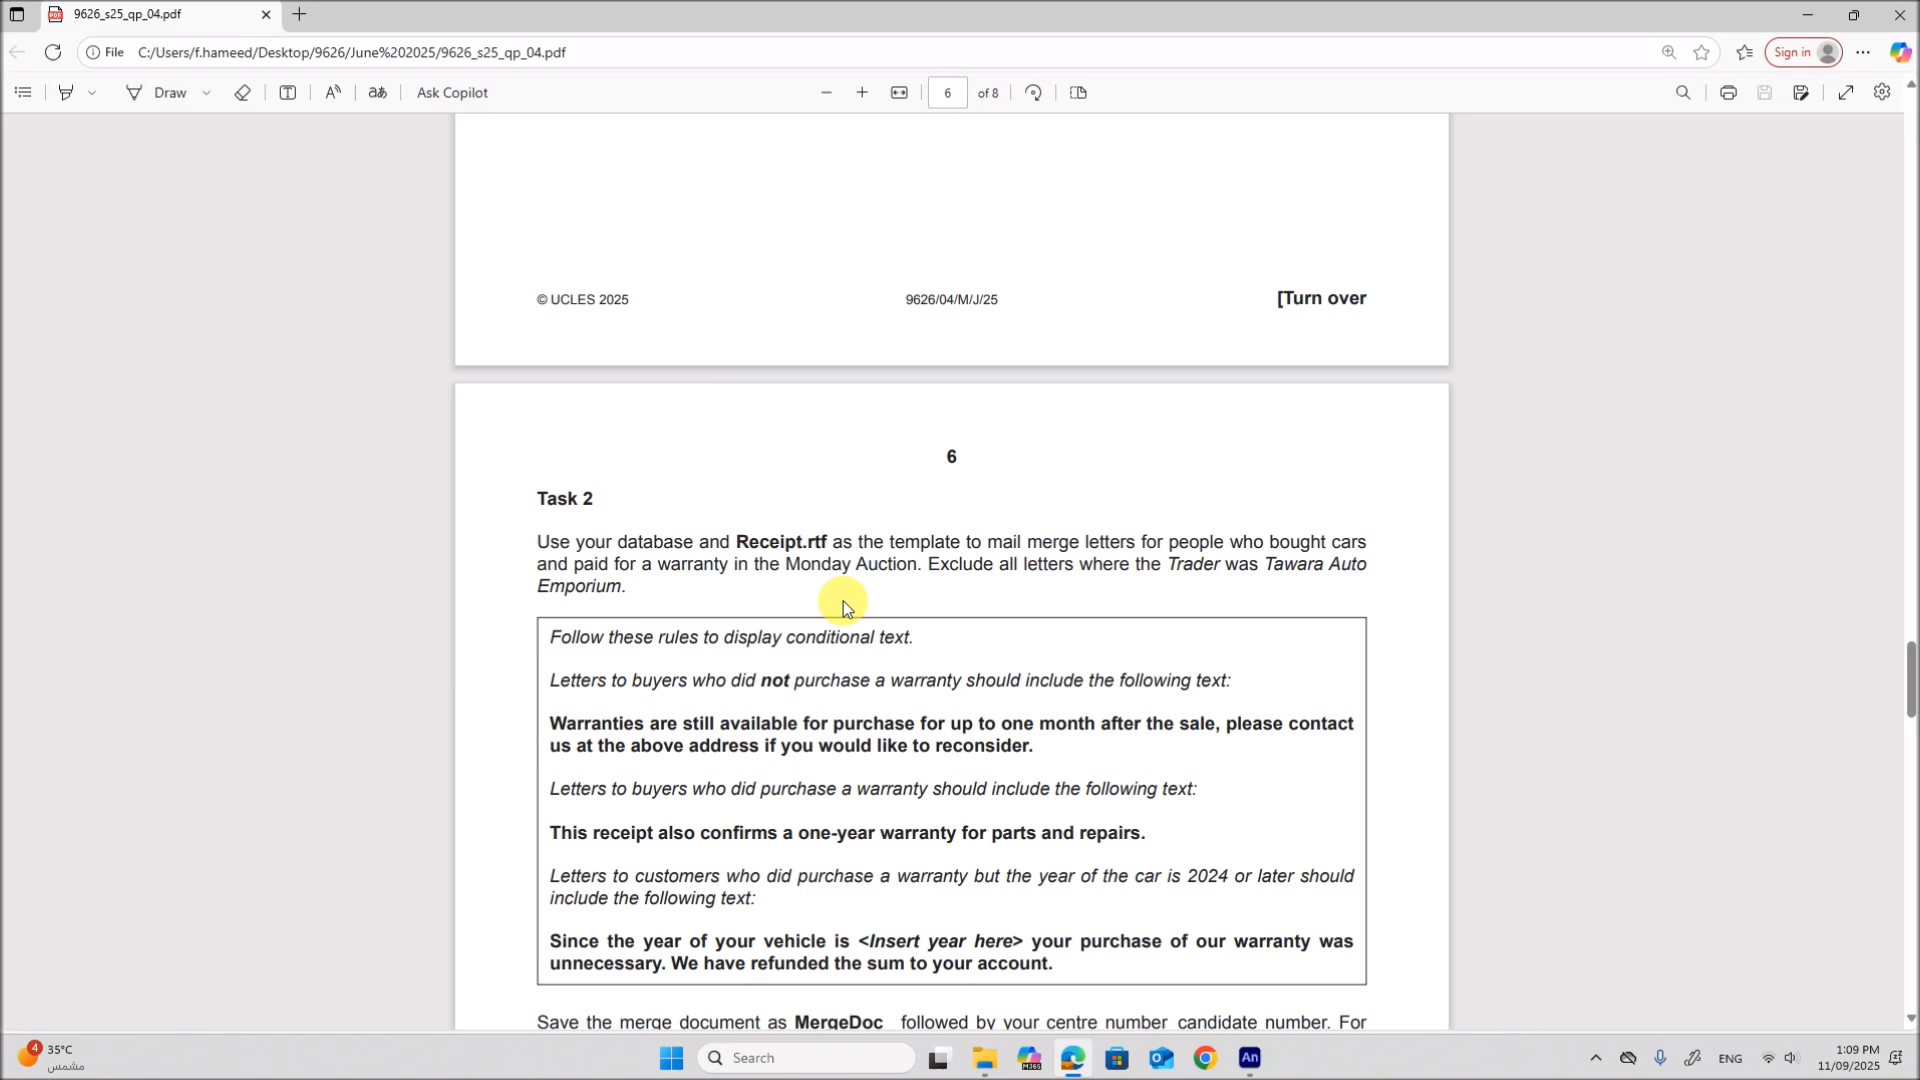 9626_s25_qp_04.pdf
File C:/Users/f.hameed/Desktop/9626/June%202025/9626_s25_qp_04.pdf
Sign in
Draw
Ask Copilot
6 of 8
© UCLES 2025
9626/04/M/J/25
[Turn over
6
Task 2
Use your database and Receipt.rtf as the template to mail merge letters for people who bought cars
and paid for a warranty in the Monday Auction. Exclude all letters where the Trader was Tawara Auto
Emporium.
Follow these rules to display conditional text.
Letters to buyers who did not purchase a warranty should include the following text:
Warranties are still available for purchase for up to one month after the sale, please contact
us at the above address if you would like to reconsider.
Letters to buyers who did purchase a warranty should include the following text:
This receipt also confirms a one-year warranty for parts and repairs.
Letters to customers who did purchase a warranty but the year of the car is 2024 or later should
include the following text:
Since the year of your vehicle is <Insert year here> your purchase of our warranty was
unnecessary. We have refunded the sum to your account.
Save the merge document as MergeDoc_ followed by your centre number_candidate number. For
4
35°C
مشمس
Search
M365
An
ENG
1:09 PM
11/09/2025